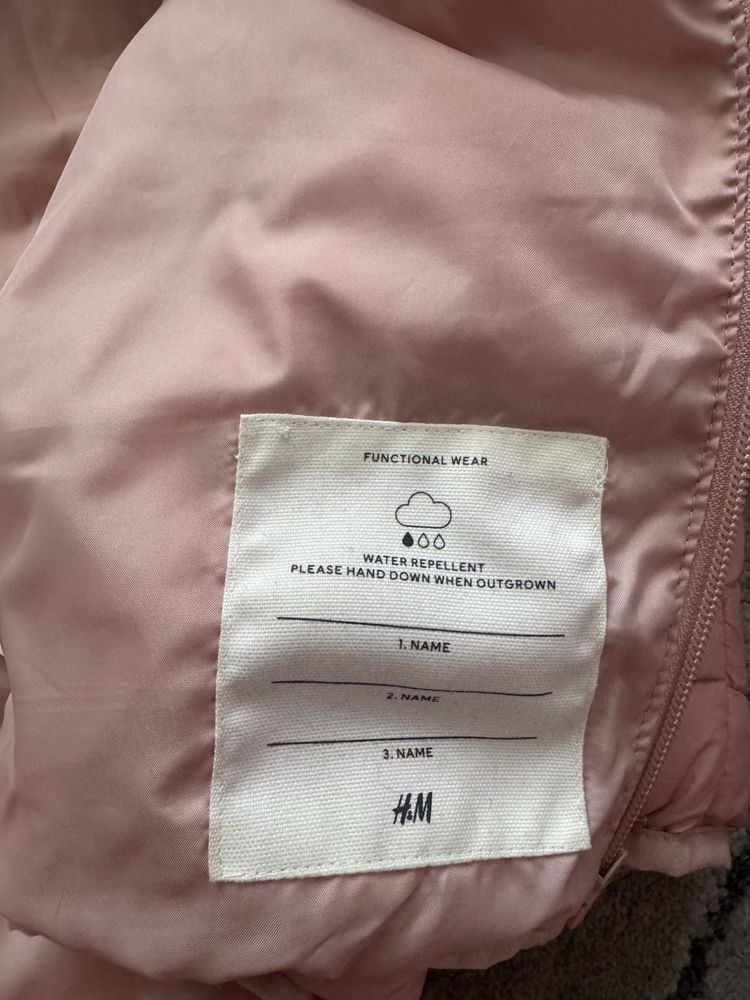 FUNCTIONAL WEAR
WATER REPELLENT
PLEASE HAND DOWN WHEN OUTGROWN
1. NAME
2. NAME
3. NAME
H&M